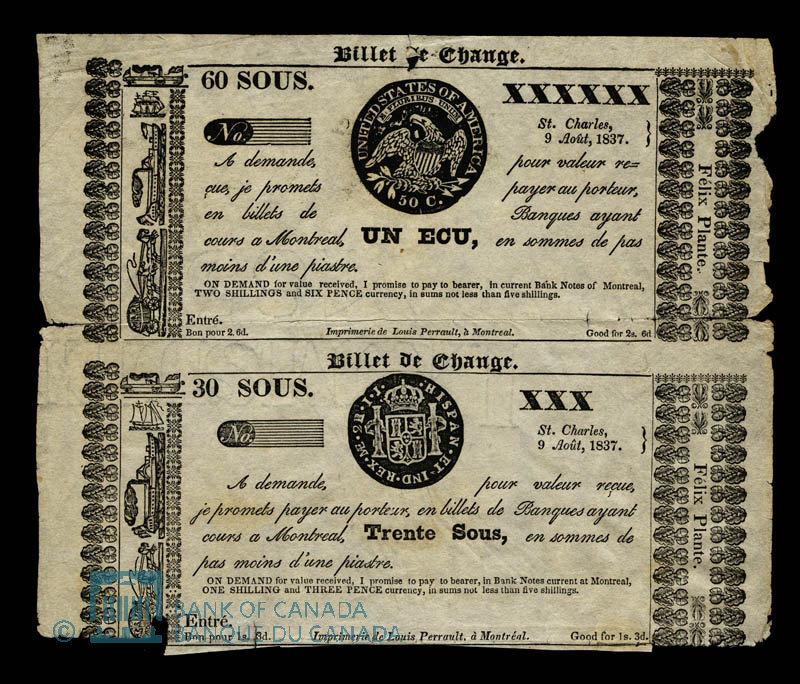 Billet de Change.
60 SOUS.
UNITED STATES OF AMERICA
E PLURIBUS UNUM
50 C.
XXXXXX
No.
St. Charles,
9 Août, 1837.
A demande, pour valeur re=
çue, je promets payer au porteur,
en billets de Banques ayant
cours a Montreal, UN ECU, en sommes de pas
moins d'une piastre.
ON DEMAND for value received, I promise to pay to bearer, in current Bank Notes of Montreal,
TWO SHILLINGS and SIX PENCE currency, in sums not less than five shillings.
Entré.
Bon pour 2. 6d. Imprimerie de Louis Perrault, à Montreal. Good for 2s. 6d.
Félix Plante.
Billet de Change.
30 SOUS.
HISPAN. ET IND. REX. M. 2R. J. J.
XXX
No.
St. Charles,
9 Août, 1837.
A demande, pour valeur reçue,
je promets payer au porteur, en billets de Banques ayant
cours a Montreal, Trente Sous, en sommes de
pas moins d'une piastre.
ON DEMAND for value received, I promise to pay to bearer, in Bank Notes current at Montreal,
ONE SHILLING and THREE PENCE currency, in sums not less than five shillings.
Entré.
Bon pour 1s. 3d. Imprimerie de Louis Perrault, à Montréal. Good for 1s. 3d.
Félix Plante.
© BANK OF CANADA
BANQUE DU CANADA